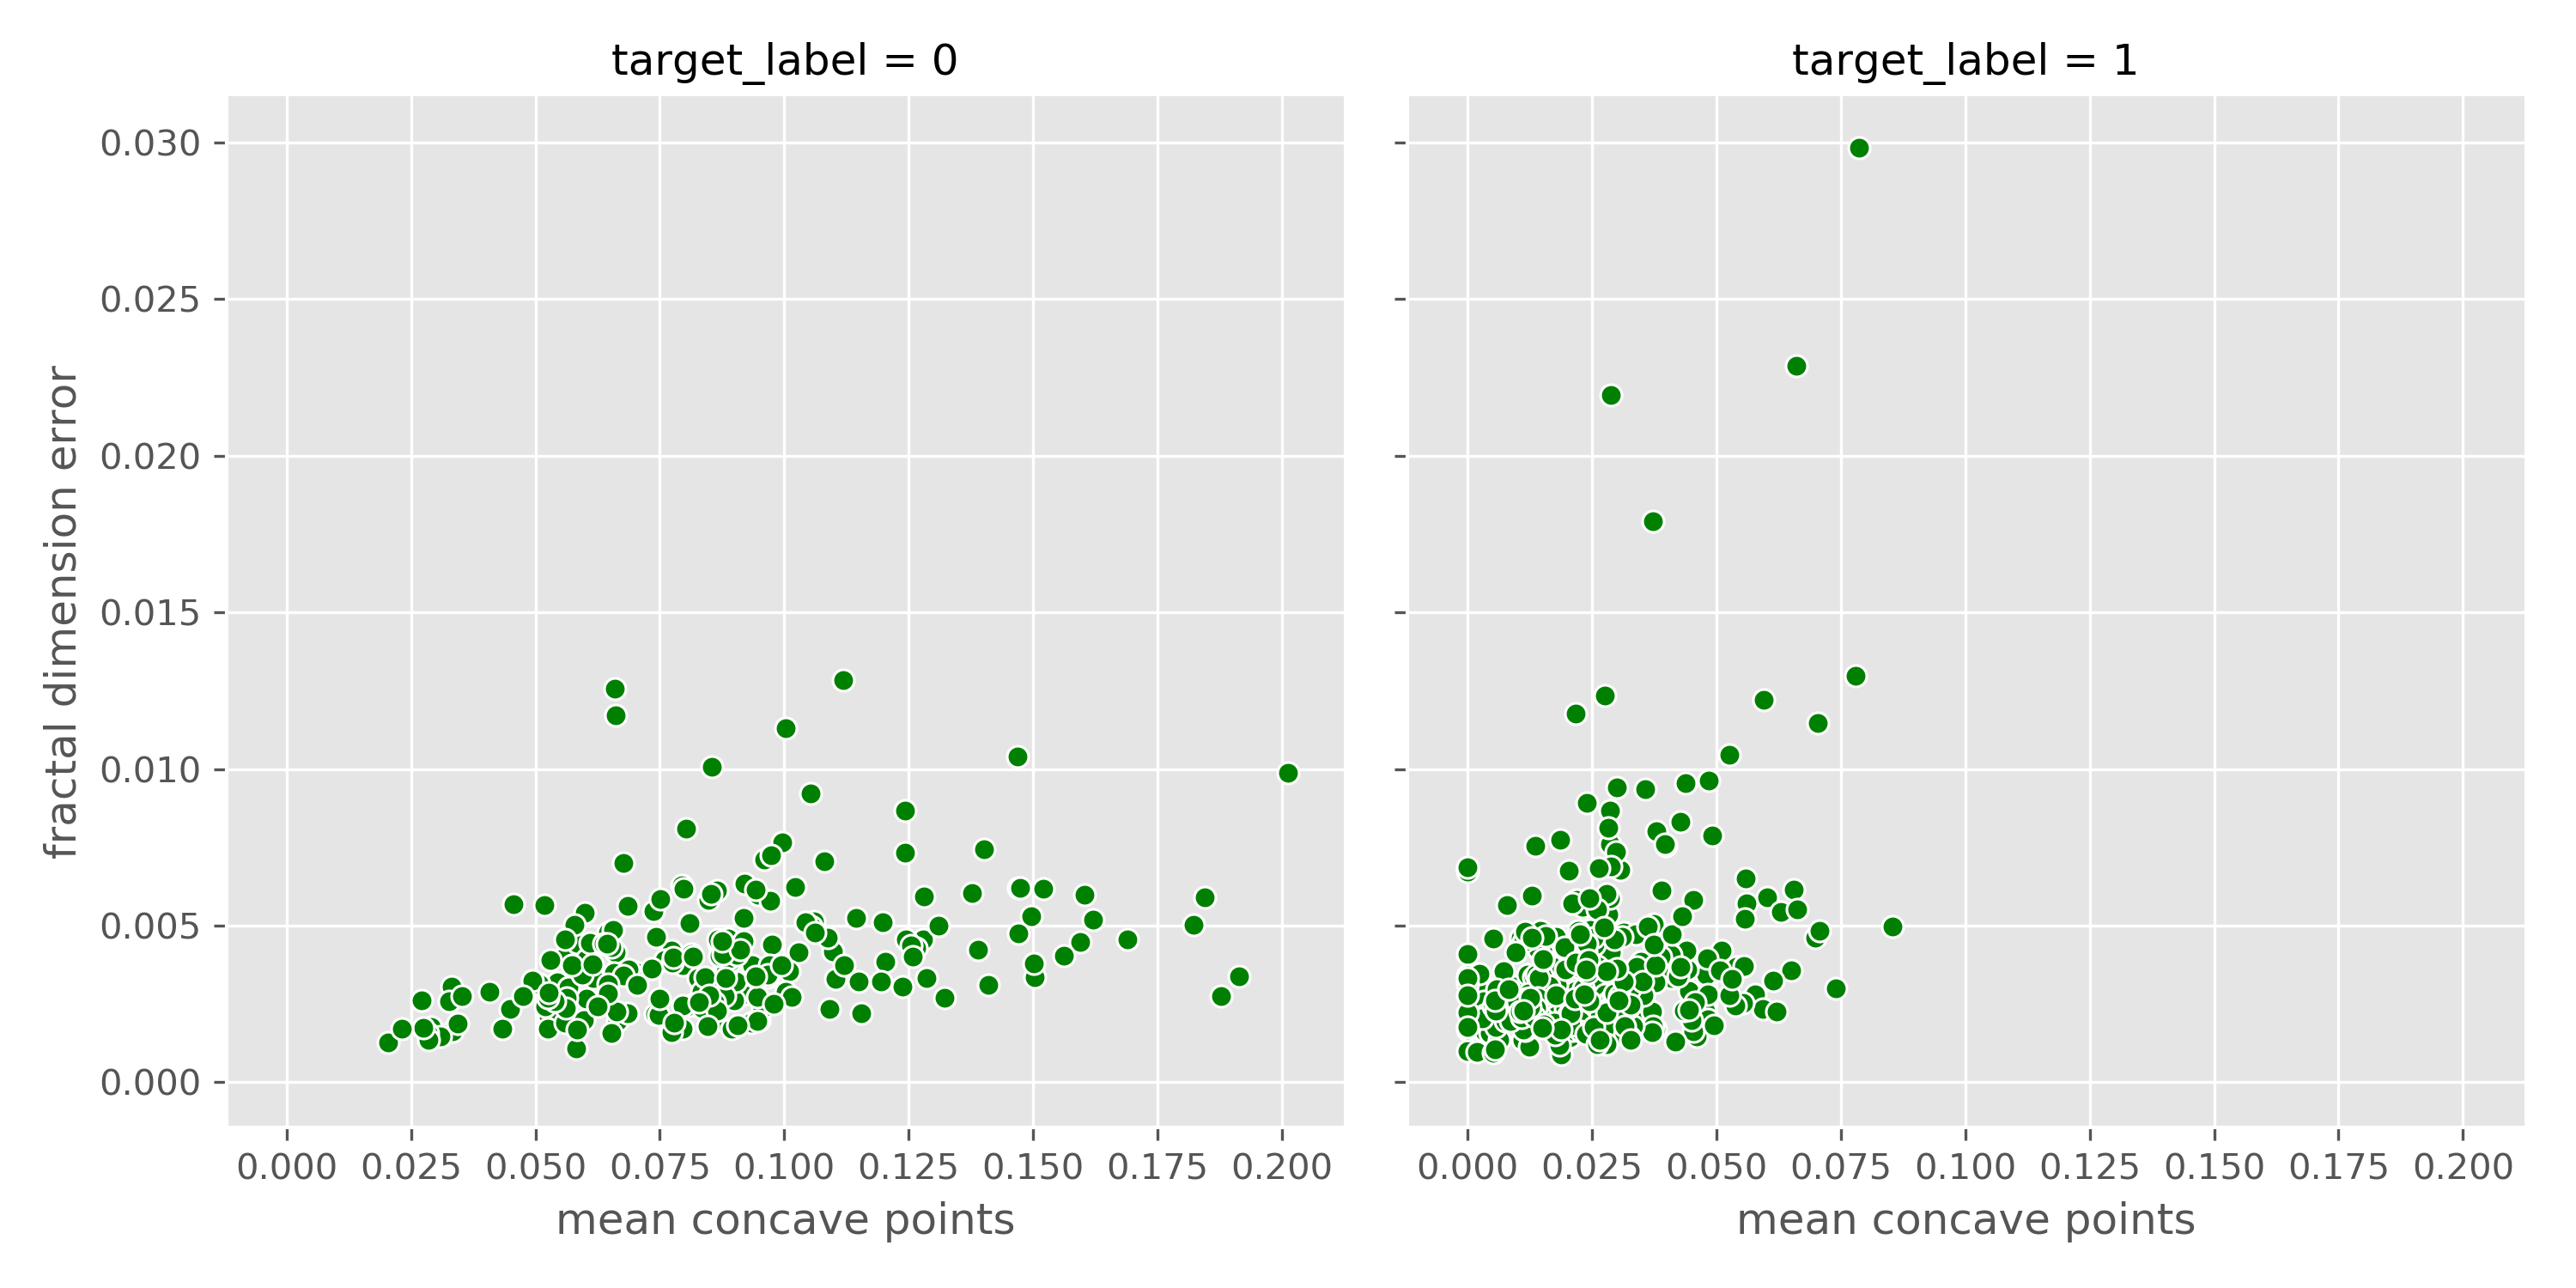 target_label = 0
target_label = 1
0.030
0.025
0.020
0.015
0.010
0.005
0.000
fractal dimension error
0.000 0.025 0.050 0.075 0.100 0.125 0.150 0.175 0.200
0.000 0.025 0.050 0.075 0.100 0.125 0.150 0.175 0.200
mean concave points
mean concave points